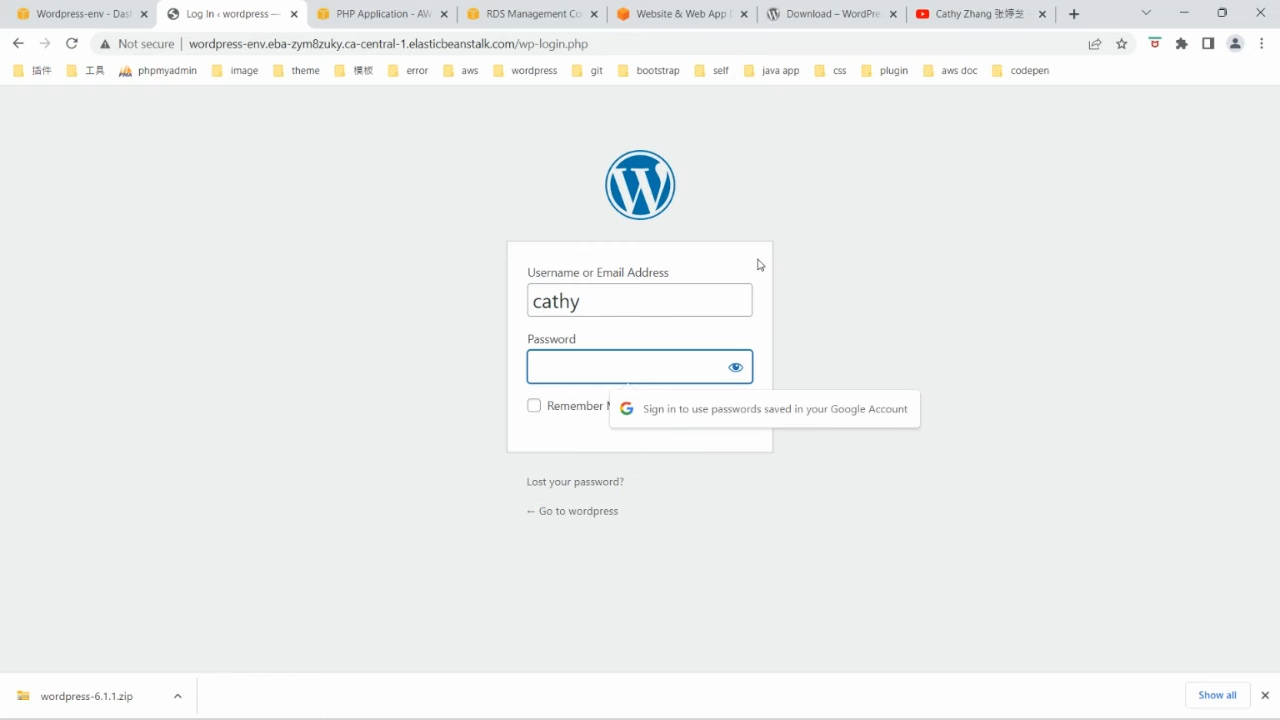 Wordpress-env - Das
Log In ‹ wordpress —
PHP Application - AW
RDS Management Co
Website & Web App D
Download – WordPre
Cathy Zhang 张婷芝 -
Not secure | wordpress-env.eba-zym8zuky.ca-central-1.elasticbeanstalk.com/wp-login.php
插件 工具 phpmyadmin image theme 模板 error aws wordpress git bootstrap self java app css plugin aws doc codepen
Username or Email Address
cathy
Password
Remember M
Sign in to use passwords saved in your Google Account
Lost your password?
← Go to wordpress
wordpress-6.1.1.zip
Show all